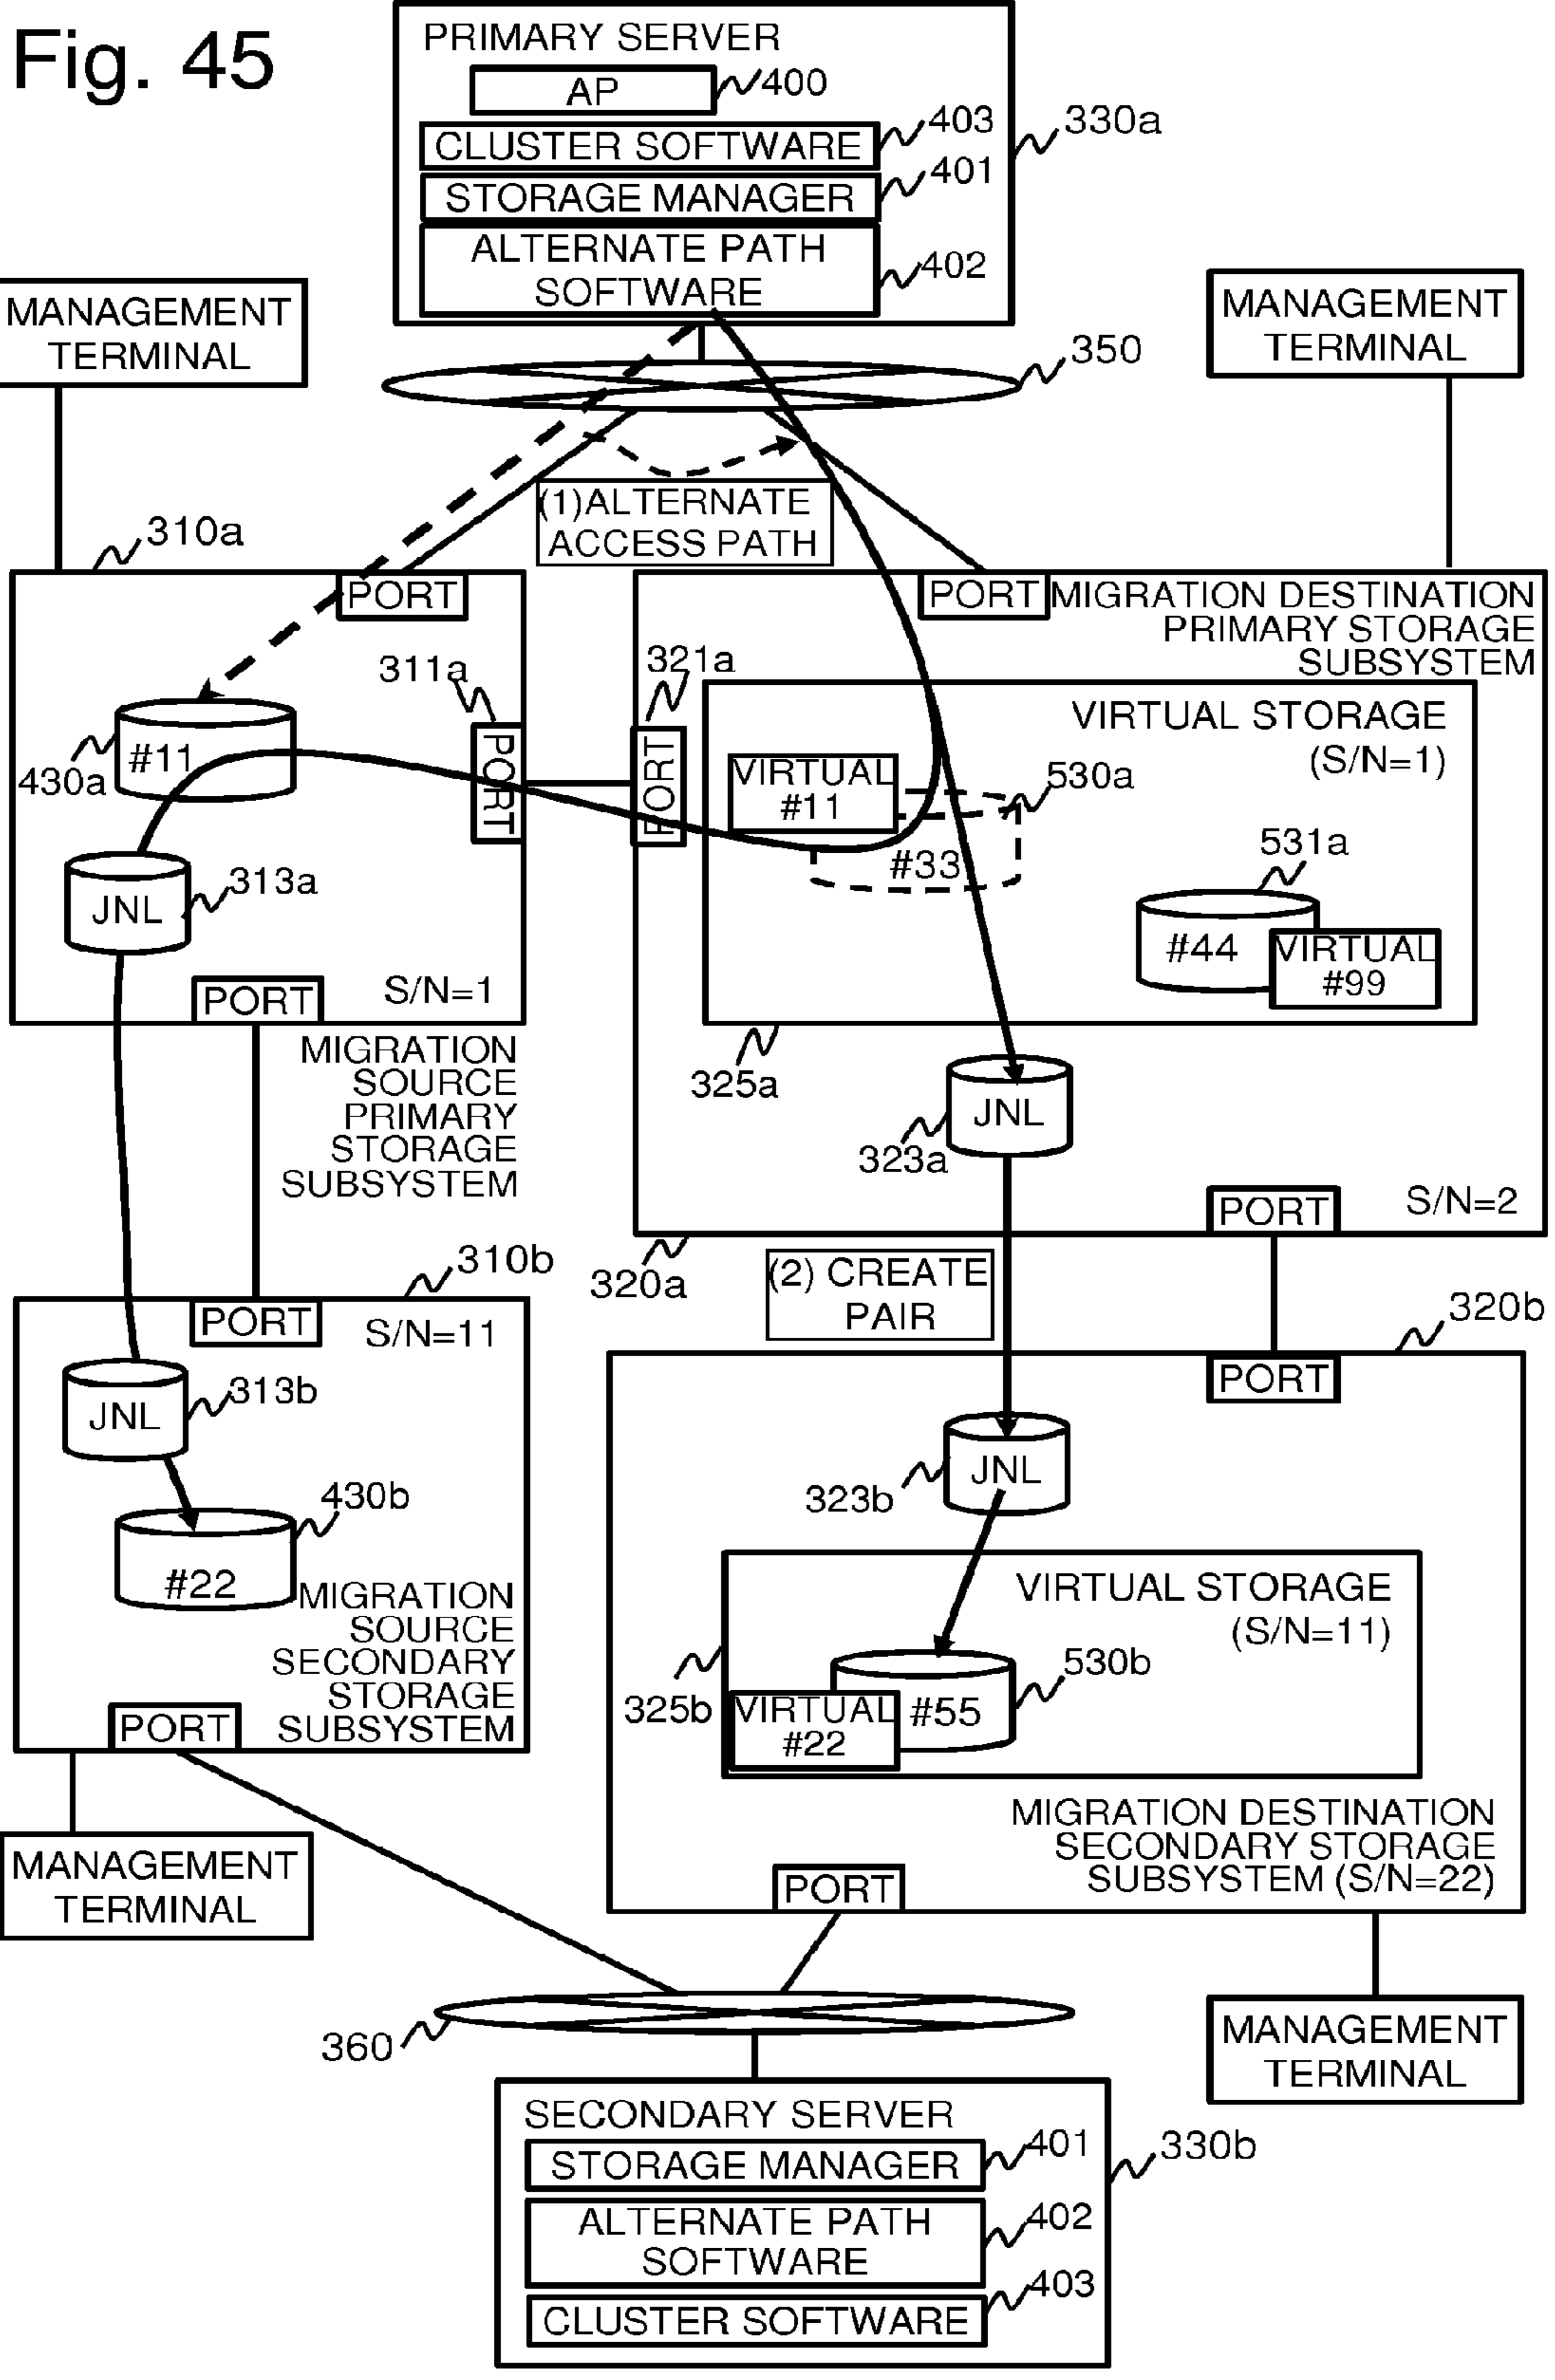 Fig. 45
PRIMARY SERVER
AP
400
CLUSTER SOFTWARE
403
330a
STORAGE MANAGER
401
ALTERNATE PATH
SOFTWARE
402
MANAGEMENT
TERMINAL
MANAGEMENT
TERMINAL
350
(1)ALTERNATE
ACCESS PATH
310a
PORT
PORT
MIGRATION DESTINATION
PRIMARY STORAGE
SUBSYSTEM
311a
321a
VIRTUAL STORAGE
(S/N=1)
430a
#11
PORT
PORT
VIRTUAL
#11
530a
#33
531a
JNL
313a
#44
VIRTUAL
#99
PORT
S/N=1
MIGRATION
SOURCE
PRIMARY
STORAGE
SUBSYSTEM
325a
JNL
323a
PORT
S/N=2
320a
(2) CREATE
PAIR
310b
PORT
S/N=11
320b
PORT
JNL
313b
JNL
323b
430b
#22
MIGRATION
SOURCE
SECONDARY
STORAGE
SUBSYSTEM
PORT
VIRTUAL STORAGE
(S/N=11)
530b
325b
VIRTUAL
#22
#55
MIGRATION DESTINATION
SECONDARY STORAGE
SUBSYSTEM (S/N=22)
PORT
MANAGEMENT
TERMINAL
360
MANAGEMENT
TERMINAL
SECONDARY SERVER
STORAGE MANAGER
401
330b
ALTERNATE PATH
SOFTWARE
402
CLUSTER SOFTWARE
403